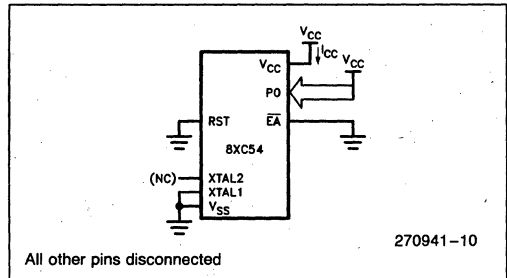 VCC
ICC
VCC
VCC
P0
RST
EA
8XC54
(NC)
XTAL2
XTAL1
VSS
270941-10
All other pins disconnected